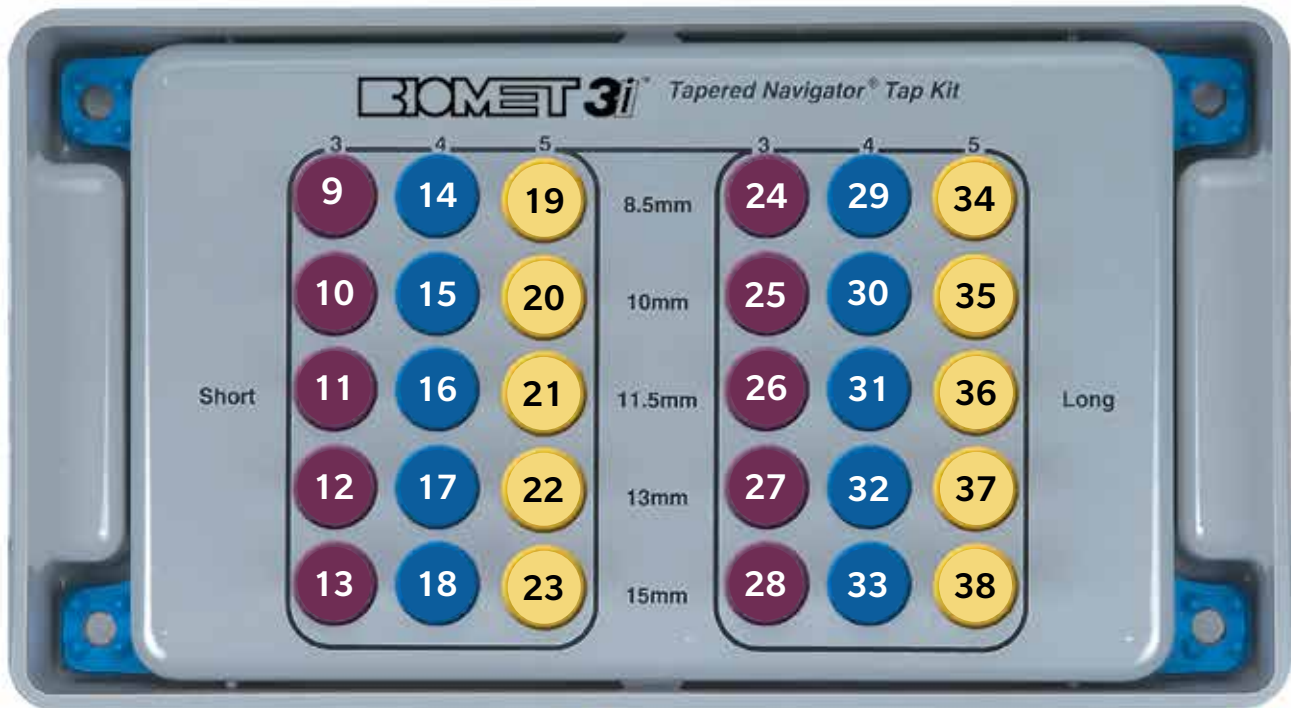 BIOMET 3i™ Tapered Navigator® Tap Kit
3 4 5 3 4 5
9 14 19 8.5mm 24 29 34
10 15 20 10mm 25 30 35
Short 11 16 21 11.5mm 26 31 36 Long
12 17 22 13mm 27 32 37
13 18 23 15mm 28 33 38